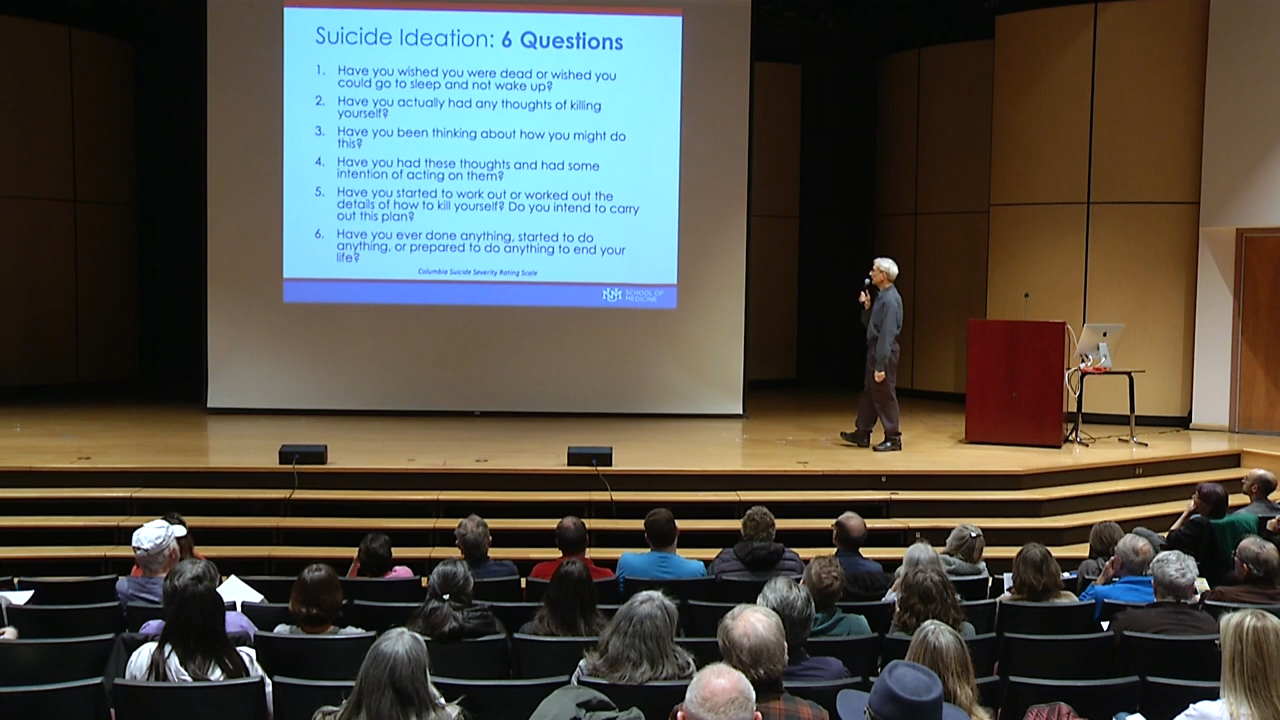 Suicide Ideation: 6 Questions
1. Have you wished you were dead or wished you
could go to sleep and not wake up?
2. Have you actually had any thoughts of killing
yourself?
3. Have you been thinking about how you might do
this?
4. Have you had these thoughts and had some
intention of acting on them?
5. Have you started to work out or worked out the
details of how to kill yourself? Do you intend to carry
out this plan?
6. Have you ever done anything, started to do
anything, or prepared to do anything to end your
life?
Columbia Suicide Severity Rating Scale
UNM SCHOOL OF
MEDICINE